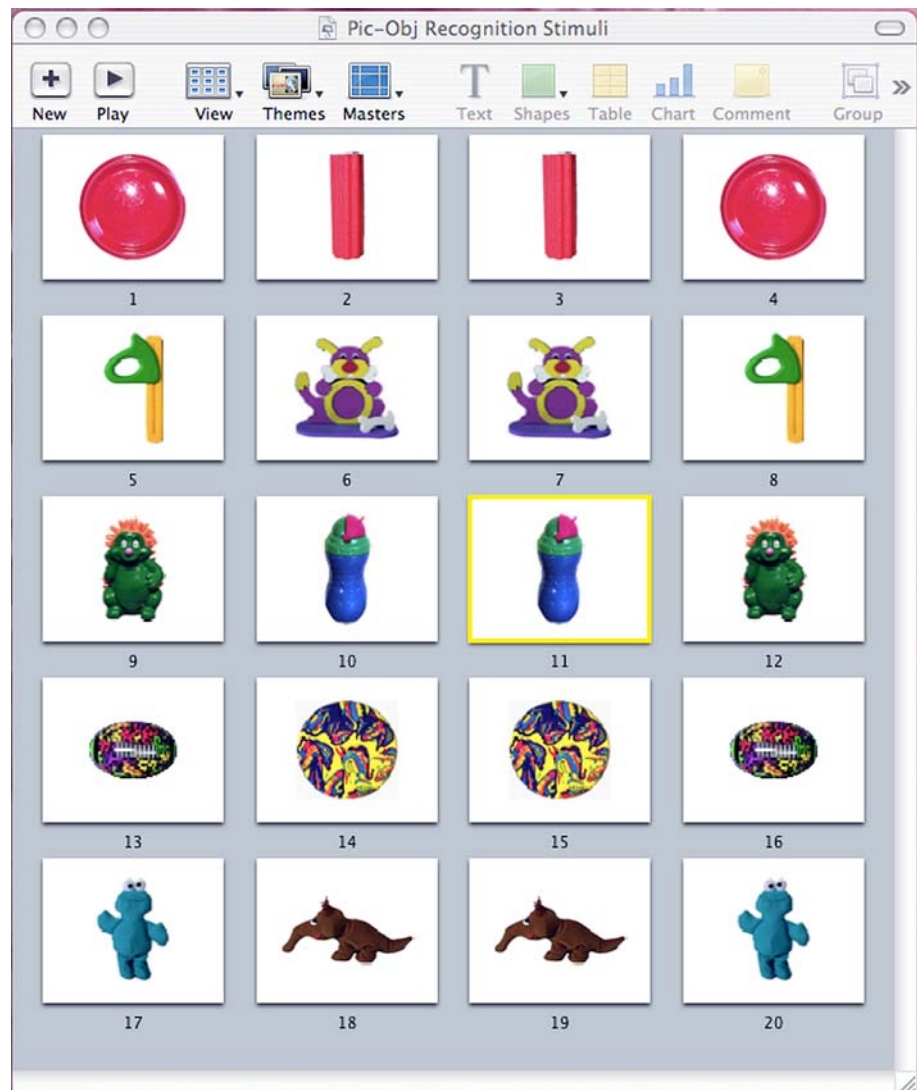 Pic-Obj Recognition Stimuli
New Play View Themes Masters Text Shapes Table Chart Comment Group »
1 2 3 4
5 6 7 8
9 10 11 12
13 14 15 16
17 18 19 20